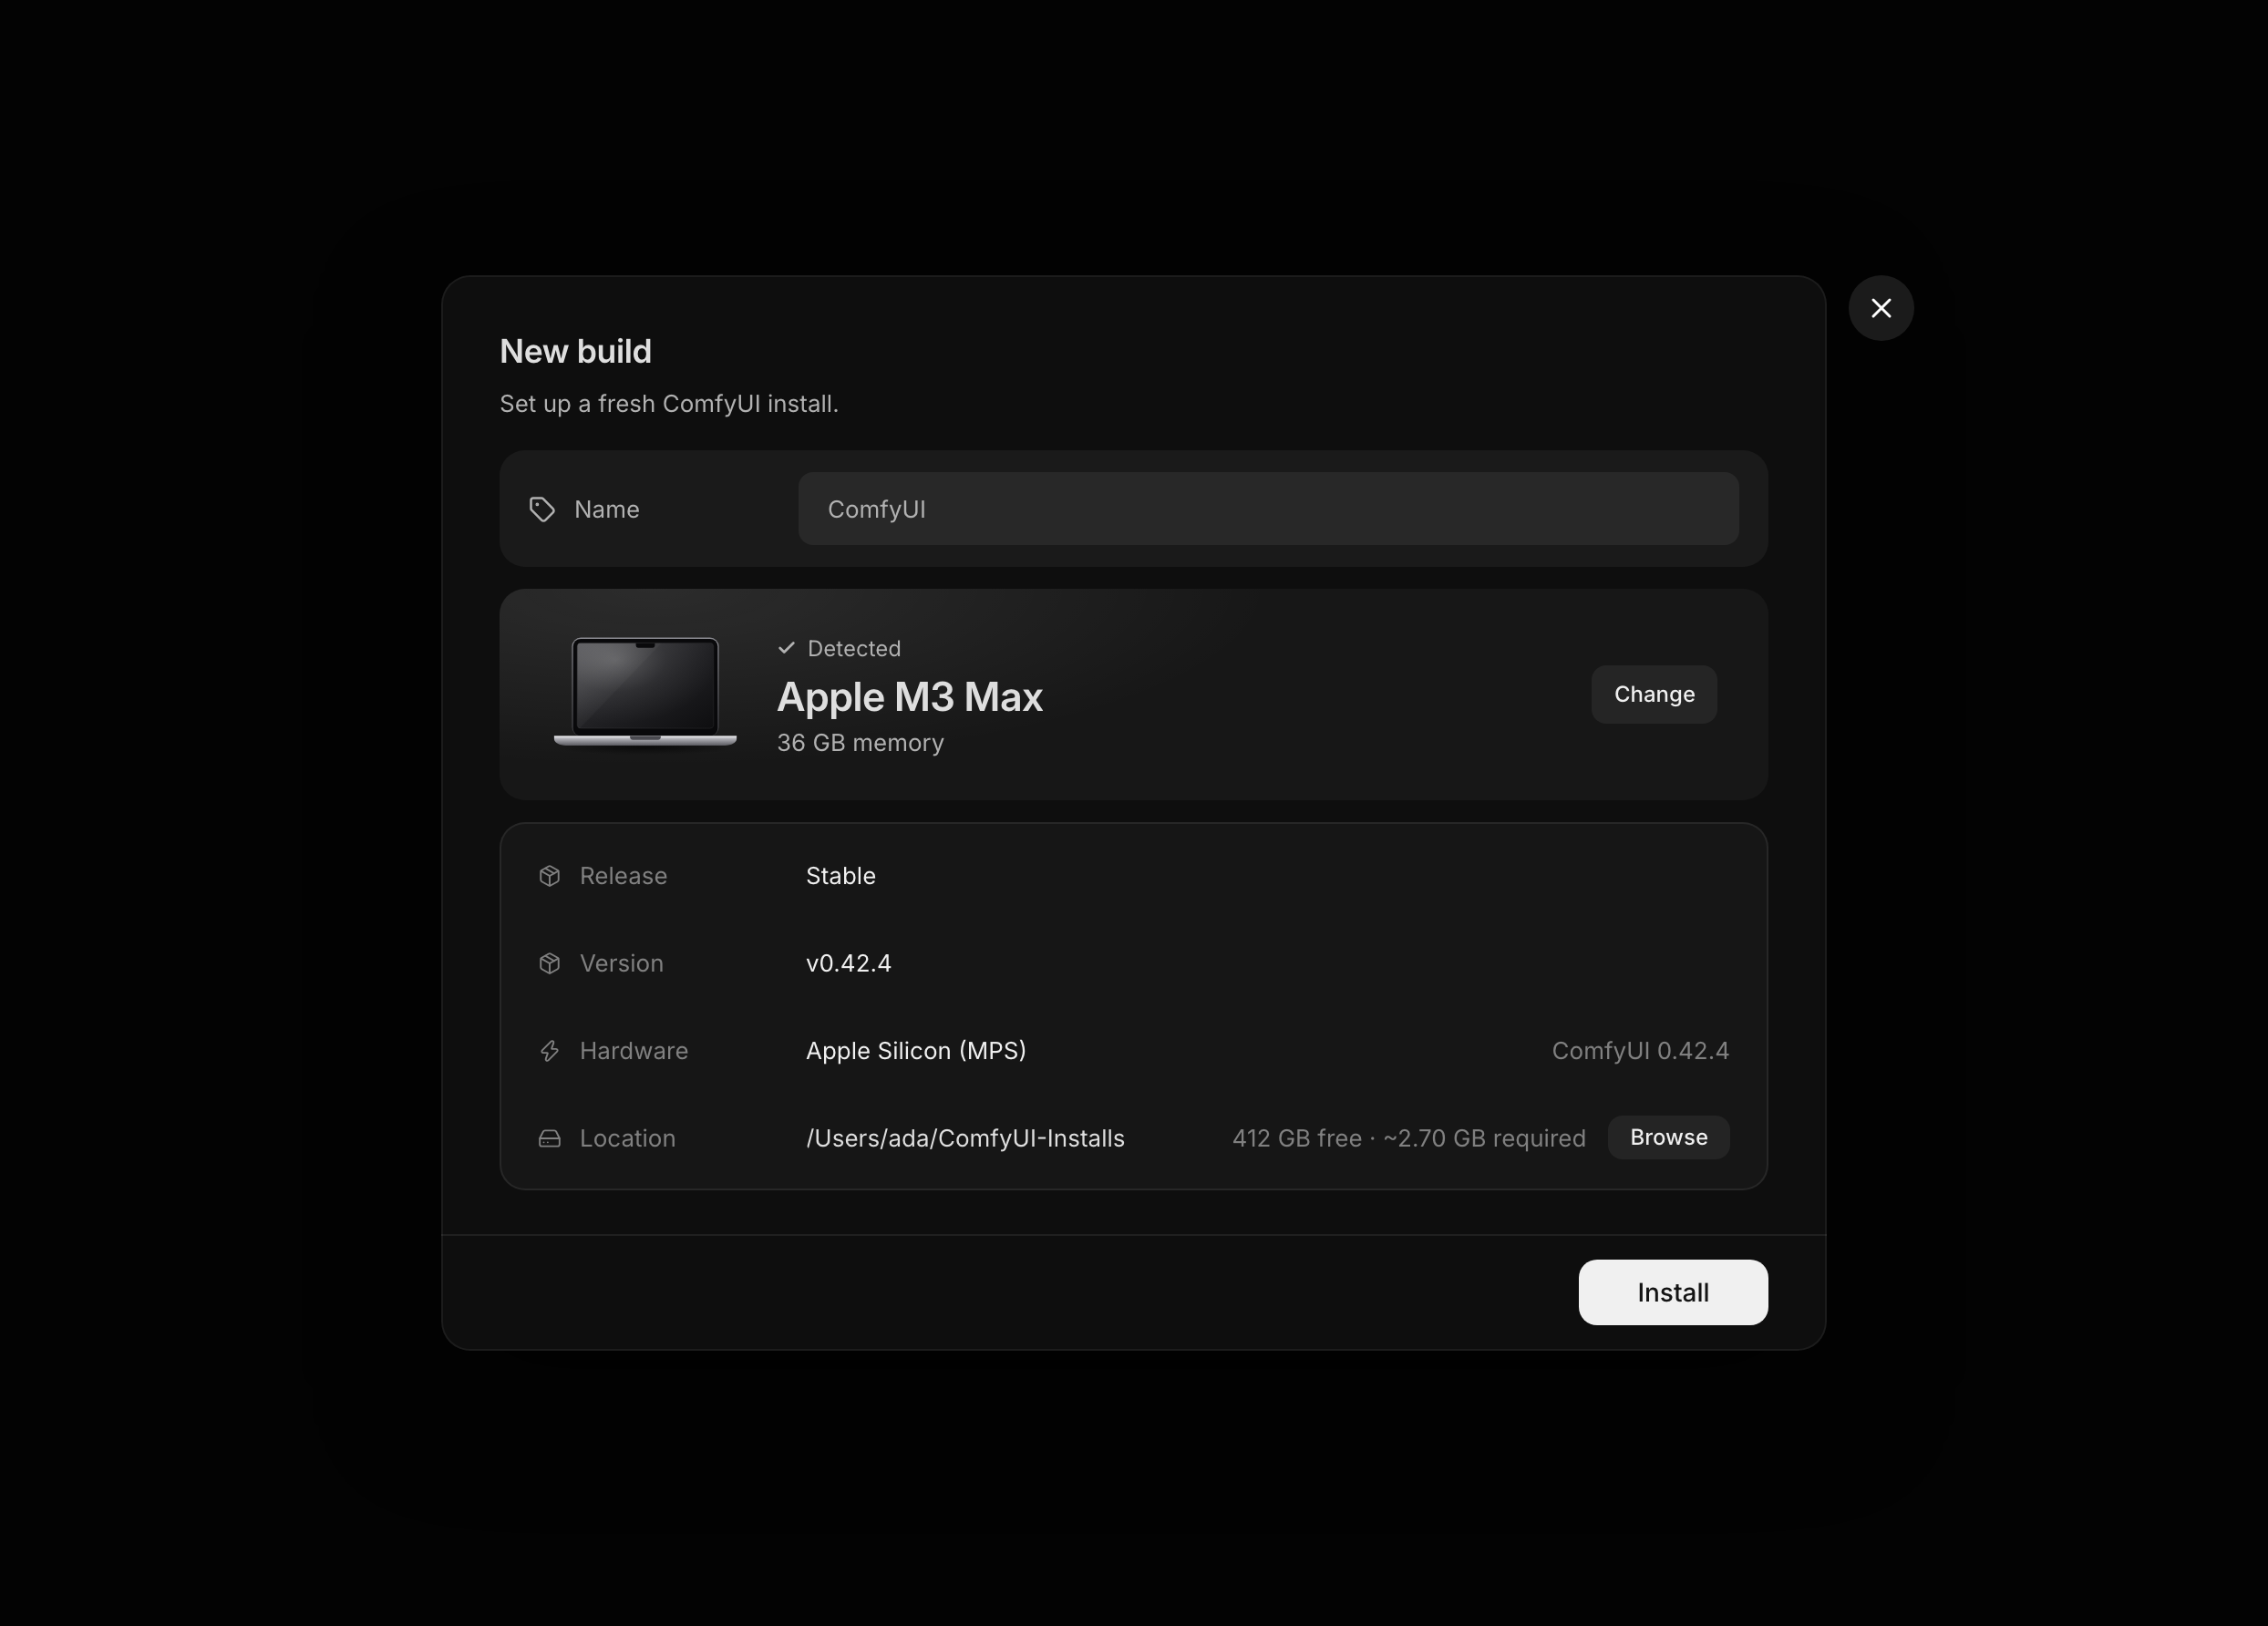 New build
Set up a fresh ComfyUI install.
Name ComfyUI
Detected
Apple M3 Max
36 GB memory
Change
Release Stable
Version v0.42.4
Hardware Apple Silicon (MPS) ComfyUI 0.42.4
Location /Users/ada/ComfyUI-Installs 412 GB free · ~2.70 GB required Browse
Install